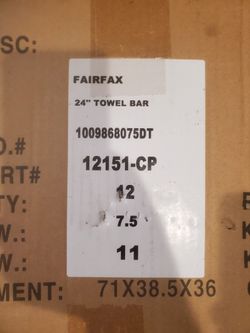 SC:
FAIRFAX
24" TOWEL BAR
1009868075DT
O.#
12151-CP
RT#
12
TY:
7.5
W.:
K
11
W.:
K
MENT: 71X38.5X36